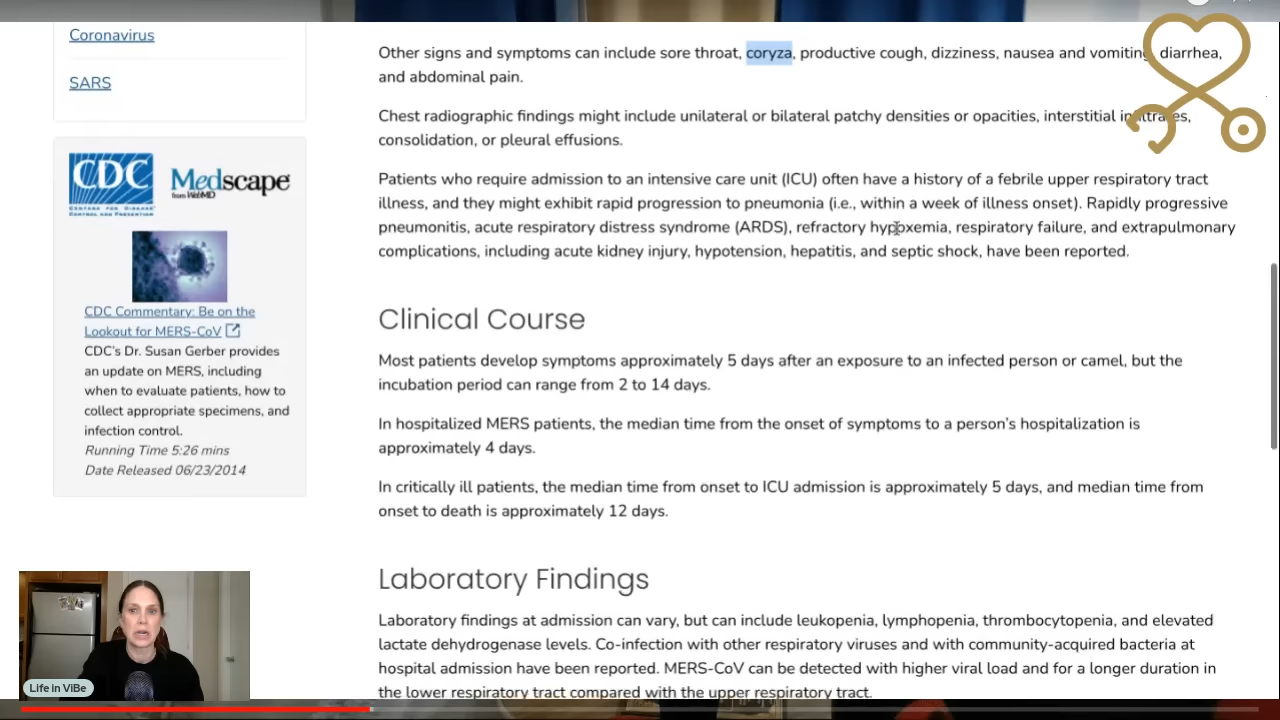 Coronavirus
SARS
CDC
CENTERS FOR DISEASE
CONTROL AND PREVENTION
Medscape
from WebMD
CDC Commentary: Be on the
Lookout for MERS-CoV
CDC's Dr. Susan Gerber provides
an update on MERS, including
when to evaluate patients, how to
collect appropriate specimens, and
infection control.
Running Time 5:26 mins
Date Released 06/23/2014
Life in ViBe
Other signs and symptoms can include sore throat, coryza, productive cough, dizziness, nausea and vomiting, diarrhea,
and abdominal pain.
Chest radiographic findings might include unilateral or bilateral patchy densities or opacities, interstitial infiltrates,
consolidation, or pleural effusions.
Patients who require admission to an intensive care unit (ICU) often have a history of a febrile upper respiratory tract
illness, and they might exhibit rapid progression to pneumonia (i.e., within a week of illness onset). Rapidly progressive
pneumonitis, acute respiratory distress syndrome (ARDS), refractory hypoxemia, respiratory failure, and extrapulmonary
complications, including acute kidney injury, hypotension, hepatitis, and septic shock, have been reported.
Clinical Course
Most patients develop symptoms approximately 5 days after an exposure to an infected person or camel, but the
incubation period can range from 2 to 14 days.
In hospitalized MERS patients, the median time from the onset of symptoms to a person's hospitalization is
approximately 4 days.
In critically ill patients, the median time from onset to ICU admission is approximately 5 days, and median time from
onset to death is approximately 12 days.
Laboratory Findings
Laboratory findings at admission can vary, but can include leukopenia, lymphopenia, thrombocytopenia, and elevated
lactate dehydrogenase levels. Co-infection with other respiratory viruses and with community-acquired bacteria at
hospital admission have been reported. MERS-CoV can be detected with higher viral load and for a longer duration in
the lower respiratory tract compared with the upper respiratory tract.